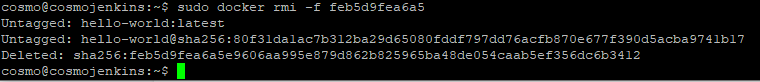 cosmo@cosmojenkins:~$ sudo docker rmi -f feb5d9fea6a5
Untagged: hello-world:latest
Untagged: hello-world@sha256:80f31da1ac7b312ba29d65080fddf797dd76acfb870e677f390d5acba9741b17
Deleted: sha256:feb5d9fea6a5e9606aa995e879d862b825965ba48de054caab5ef356dc6b3412
cosmo@cosmojenkins:~$